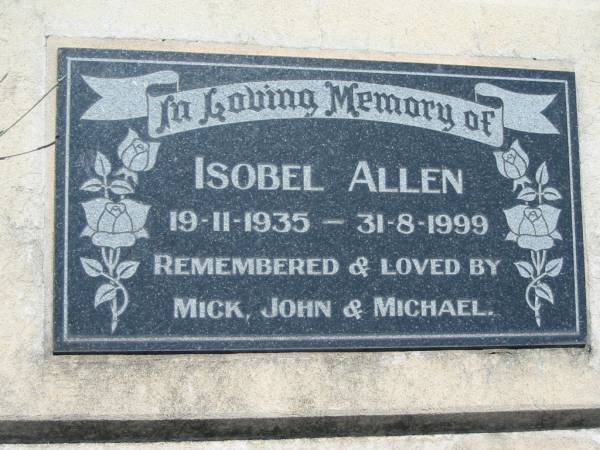 In Loving Memory of
ISOBEL ALLEN
19-11-1935 – 31-8-1999
REMEMBERED & LOVED BY
MICK, JOHN & MICHAEL.